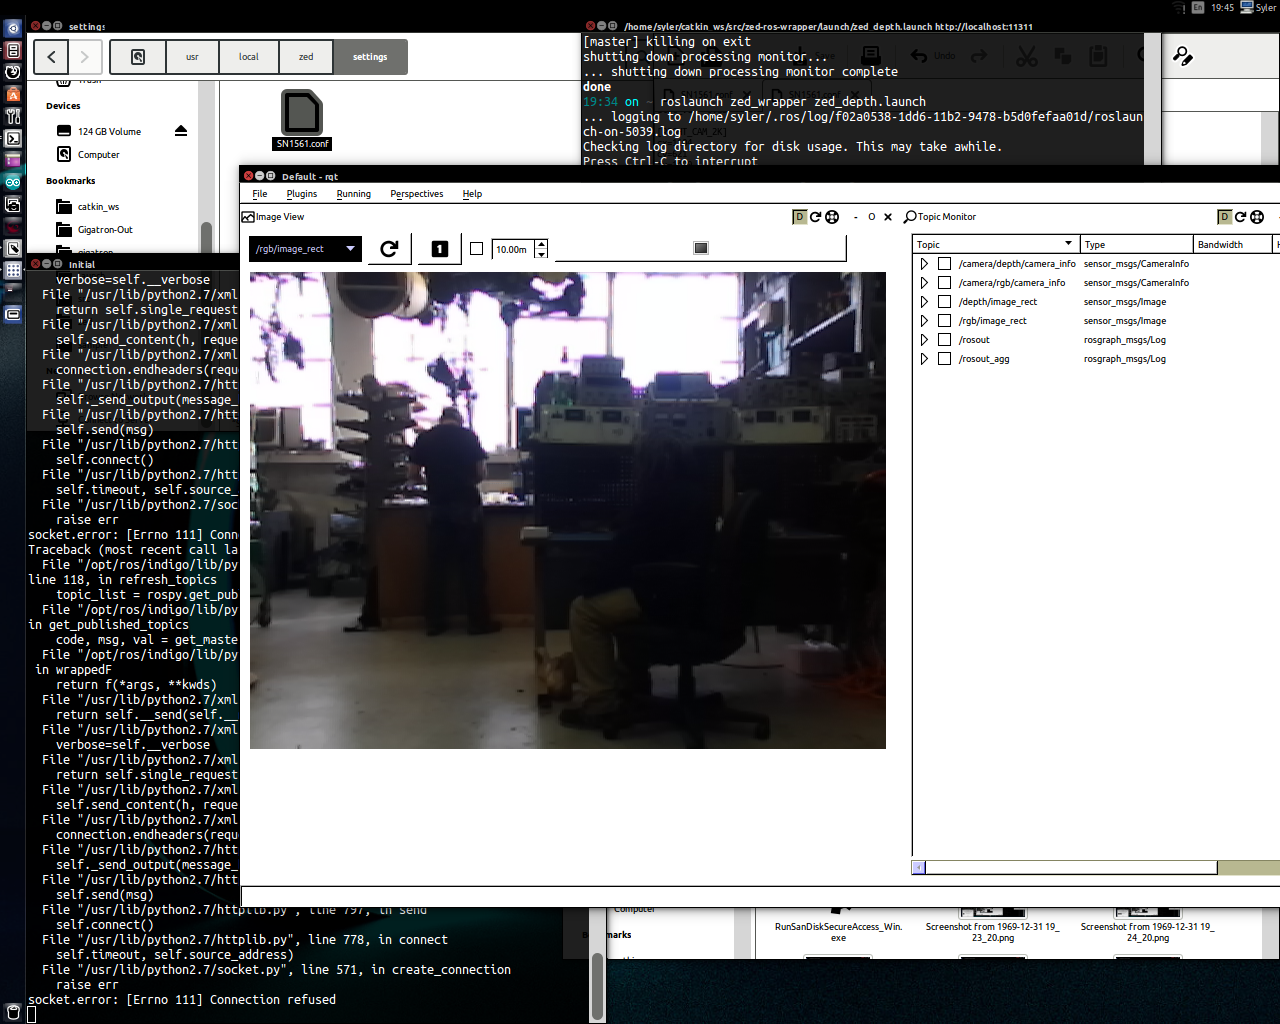 19:45 Syler
En
settings
/home/syler/catkin_ws/src/zed-ros-wrapper/launch/zed_depth.launch http://localhost:11311
usr local zed settings
Devices
124 GB Volume
Computer
Bookmarks
catkin_ws
Gigatron-Out
SN1561.conf
[master] killing on exit
shutting down processing monitor...
... shutting down processing monitor complete
done
19:34 on ~ roslaunch zed_wrapper zed_depth.launch
... logging to /home/syler/.ros/log/f02a0538-1dd6-11b2-9478-b5d0fefaa01d/roslaun
ch-on-5039.log
Checking log directory for disk usage. This may take awhile.
Press Ctrl-C to interrupt
Undo
Default - rqt
File Plugins Running Perspectives Help
Image View
D O
/rgb/image_rect
1
10.00m
Topic Monitor
D
Topic Type Bandwidth
/camera/depth/camera_info sensor_msgs/CameraInfo
/camera/rgb/camera_info sensor_msgs/CameraInfo
/depth/image_rect sensor_msgs/Image
/rgb/image_rect sensor_msgs/Image
/rosout rosgraph_msgs/Log
/rosout_agg rosgraph_msgs/Log
Initial
verbose=self.__verbose
File "/usr/lib/python2.7/xml
return self.single_request
File "/usr/lib/python2.7/xml
self.send_content(h, reque
File "/usr/lib/python2.7/xml
connection.endheaders(requ
File "/usr/lib/python2.7/htt
self._send_output(message_
File "/usr/lib/python2.7/htt
self.send(msg)
File "/usr/lib/python2.7/htt
self.connect()
File "/usr/lib/python2.7/htt
self.timeout, self.source_
File "/usr/lib/python2.7/soc
raise err
socket.error: [Errno 111] Conn
Traceback (most recent call la
File "/opt/ros/indigo/lib/py
line 118, in refresh_topics
topic_list = rospy.get_pub
File "/opt/ros/indigo/lib/py
in get_published_topics
code, msg, val = get_maste
File "/opt/ros/indigo/lib/py
in wrappedF
return f(*args, **kwds)
File "/usr/lib/python2.7/xml
return self.__send(self.__
File "/usr/lib/python2.7/xml
verbose=self.__verbose
File "/usr/lib/python2.7/xml
return self.single_request
File "/usr/lib/python2.7/xml
self.send_content(h, reque
File "/usr/lib/python2.7/xml
connection.endheaders(requ
File "/usr/lib/python2.7/htt
self._send_output(message_
File "/usr/lib/python2.7/htt
self.send(msg)
File "/usr/lib/python2.7/httplib.py", line 797, in send
self.connect()
File "/usr/lib/python2.7/httplib.py", line 778, in connect
self.timeout, self.source_address)
File "/usr/lib/python2.7/socket.py", line 571, in create_connection
raise err
socket.error: [Errno 111] Connection refused
Computer
marks
RunSanDiskSecureAccess_Win.
exe
Screenshot from 1969-12-31 19_
23_20.png
Screenshot from 1969-12-31 19_
24_20.png